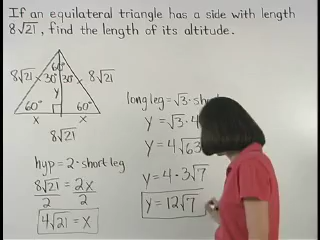 If an equilateral triangle has a side with length
8√21, find the length of its altitude.
60°
8√21 30° 30° 8√21
y
60° 60°
x x
8√21
hyp = 2·short leg
8√21 = 2x
2 2
4√21 = x
long leg = √3·short
y = √3·4
y = 4√63
y = 4·3√7
y = 12√7